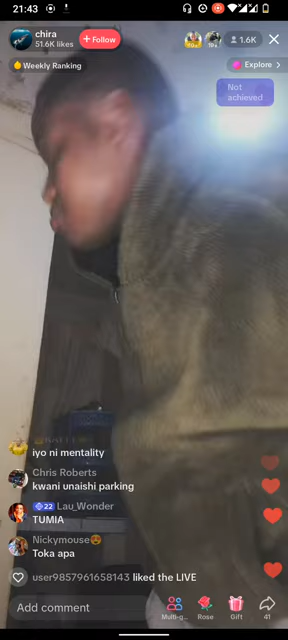 21:43
chira
51.6K likes
+ Follow
1.6K
Weekly Ranking
Explore >
Not
achieved
iyo ni mentality
Chris Roberts
kwani unaishi parking
22 Lau_Wonder
TUMIA
Nickymouse😍
Toka apa
user9857961658143 liked the LIVE
Add comment
Multi-g...
Rose
Gift
41